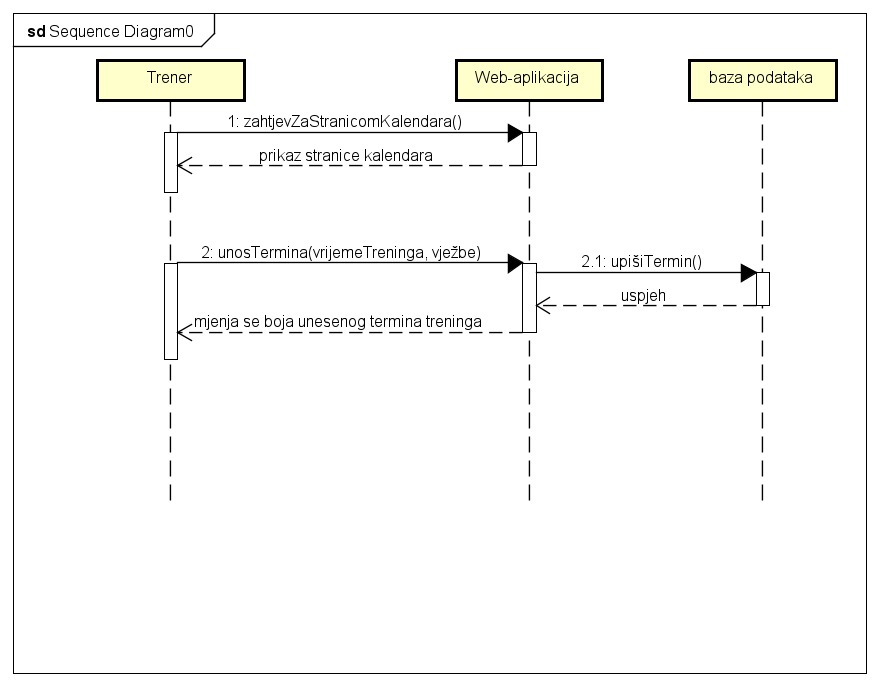 sd Sequence Diagram0
Trener
Web-aplikacija
baza podataka
1: zahtjevZaStranicomKalendara()
prikaz stranice kalendara
2: unosTermina(vrijemeTreninga, vježbe)
2.1: upišiTermin()
uspjeh
mjenja se boja unesenog termina treninga